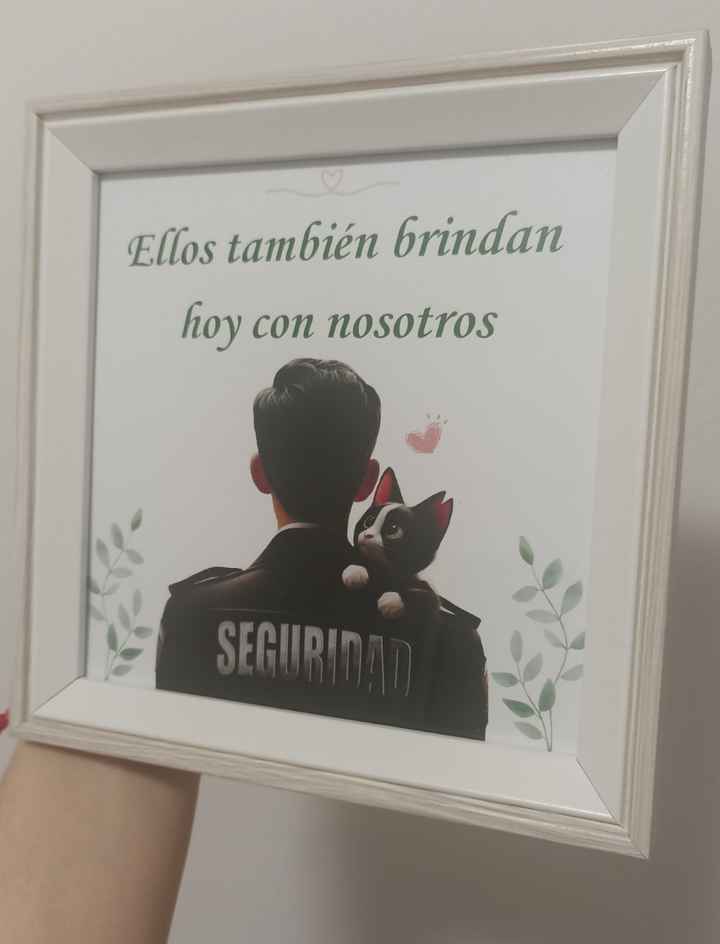 Ellos también brindan
hoy con nosotros
SEGURIDAD